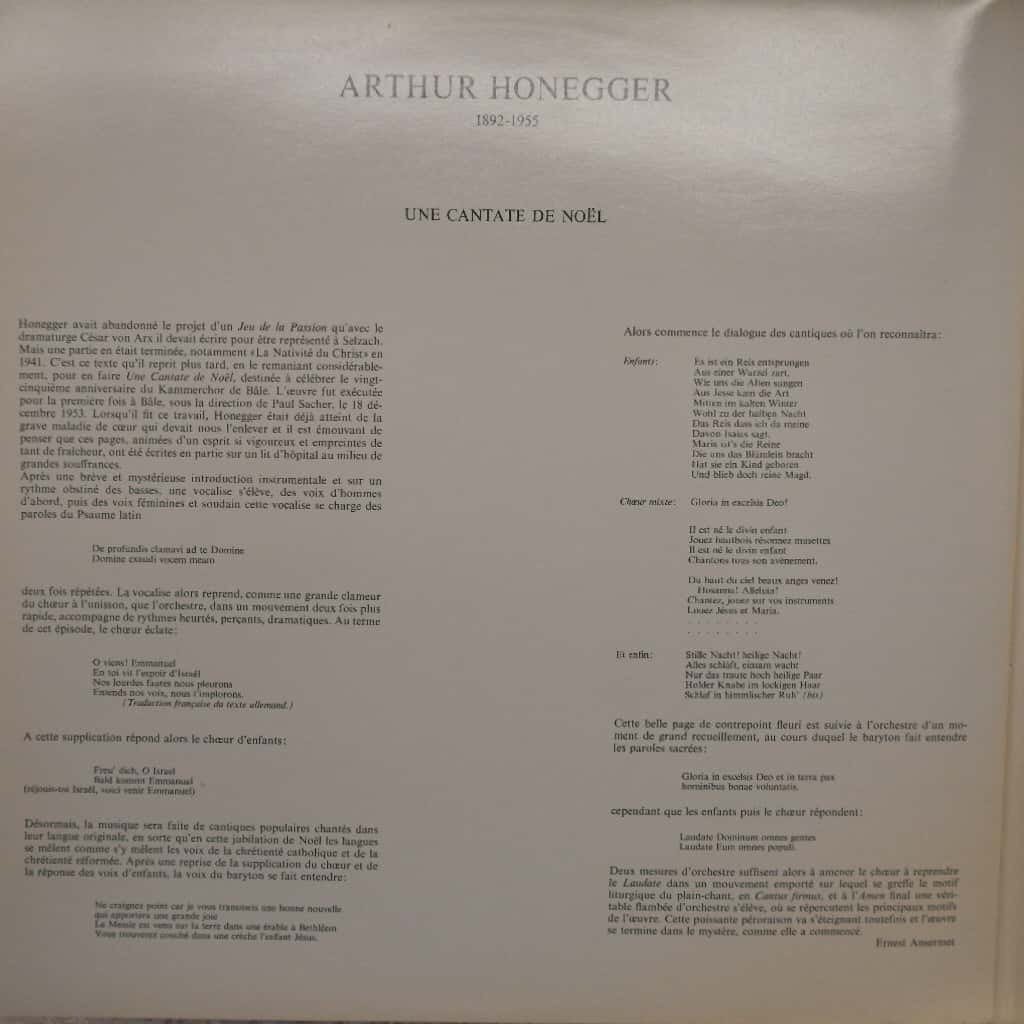 ARTHUR HONEGGER
1892-1955
UNE CANTATE DE NOËL
Honegger avait abandonné le projet d'un Jeu de la Passion qu'avec le
dramaturge César von Arx il devait écrire pour être représenté à Selzach.
Mais une partie en était terminée, notamment «La Nativité du Christ» en
1941. C'est ce texte qu'il reprit plus tard, en le remaniant considérable-
ment, pour en faire Une Cantate de Noël, destinée à célébrer le vingt-
cinquième anniversaire du Kammerchor de Bâle. L'œuvre fut exécutée
pour la première fois à Bâle, sous la direction de Paul Sacher, le 18 dé-
cembre 1953. Lorsqu'il fit ce travail, Honegger était déjà atteint de la
grave maladie de cœur qui devait nous l'enlever et il est émouvant de
penser que ces pages, animées d'un esprit si vigoureux et empreintes de
tant de fraîcheur, ont été écrites en partie sur un lit d'hôpital au milieu de
grandes souffrances.
Après une brève et mystérieuse introduction instrumentale et sur un
rythme obstiné des basses, une vocalise s'élève, des voix d'hommes
d'abord, puis des voix féminines et soudain cette vocalise se charge des
paroles du Psaume latin
De profundis clamavi ad te Domine
Domine exaudi vocem meam
deux fois répétées. La vocalise alors reprend, comme une grande clameur
du chœur à l'unisson, que l'orchestre, dans un mouvement deux fois plus
rapide, accompagne de rythmes heurtés, perçants, dramatiques. Au terme
de cet épisode, le chœur éclate:
O viens! Emmanuel
En toi vit l'espoir d'Israël
Nos lourdes fautes nous pleurons
Entends nos voix, nous t'implorons.
(Traduction française du texte allemand.)
A cette supplication répond alors le chœur d'enfants:
Freu' dich, O Israel
Bald kommt Emmanuel
(réjouis-toi Israël, voici venir Emmanuel)
Désormais, la musique sera faite de cantiques populaires chantés dans
leur langue originale, en sorte qu'en cette jubilation de Noël les langues
se mêlent comme s'y mêlent les voix de la chrétienté catholique et de la
chrétienté réformée. Après une reprise de la supplication du chœur et de
la réponse des voix d'enfants, la voix du baryton se fait entendre:
Ne craignez point car je vous transmets une bonne nouvelle
qui apportera une grande joie
Le Messie est venu sur la terre dans une étable à Bethléem
Vous trouverez couché dans une crèche l'enfant Jésus.
Alors commence le dialogue des cantiques où l'on reconnaîtra:
Enfants: Es ist ein Reis entsprungen
Aus einer Wurzel zart,
Wie uns die Alten sungen
Aus Jesse kam die Art
Mitten im kalten Winter
Wohl zu der halben Nacht
Das Reis dass ich da meine
Davon Isaias sagt,
Maria ist's die Reine
Die uns das Blümlein bracht
Hat sie ein Kind geboren
Und blieb doch reine Magd.
Chœur mixte: Gloria in excelsis Deo!
Il est né le divin enfant
Jouez hautbois résonnez musettes
Il est né le divin enfant
Chantons tous son avènement.
Du haut du ciel beaux anges venez!
Hosanna! Alleluia!
Chantez, jouez sur vos instruments
Louez Jésus et Maria.
. . . . . . . .
. . . . . . . .
Et enfin: Stille Nacht! heilige Nacht!
Alles schläft, einsam wacht
Nur das traute hoch heilige Paar
Holder Knabe im lockigen Haar
Schlaf in himmlischer Ruh' (bis)
Cette belle page de contrepoint fleuri est suivie à l'orchestre d'un mo-
ment de grand recueillement, au cours duquel le baryton fait entendre
les paroles sacrées:
Gloria in excelsis Deo et in terra pax
hominibus bonae voluntatis.
cependant que les enfants puis le chœur répondent:
Laudate Dominum omnes gentes
Laudate Eum omnes populi.
Deux mesures d'orchestre suffisent alors à amener le chœur à reprendre
le Laudate dans un mouvement emporté sur lequel se greffe le motif
liturgique du plain-chant, en Cantus firmus, et à l'Amen final une véri-
table flambée d'orchestre s'élève, où se répercutent les principaux motifs
de l'œuvre. Cette puissante péroraison va s'éteignant toutefois et l'œuvre
se termine dans le mystère, comme elle a commencé.
Ernest Ansermet